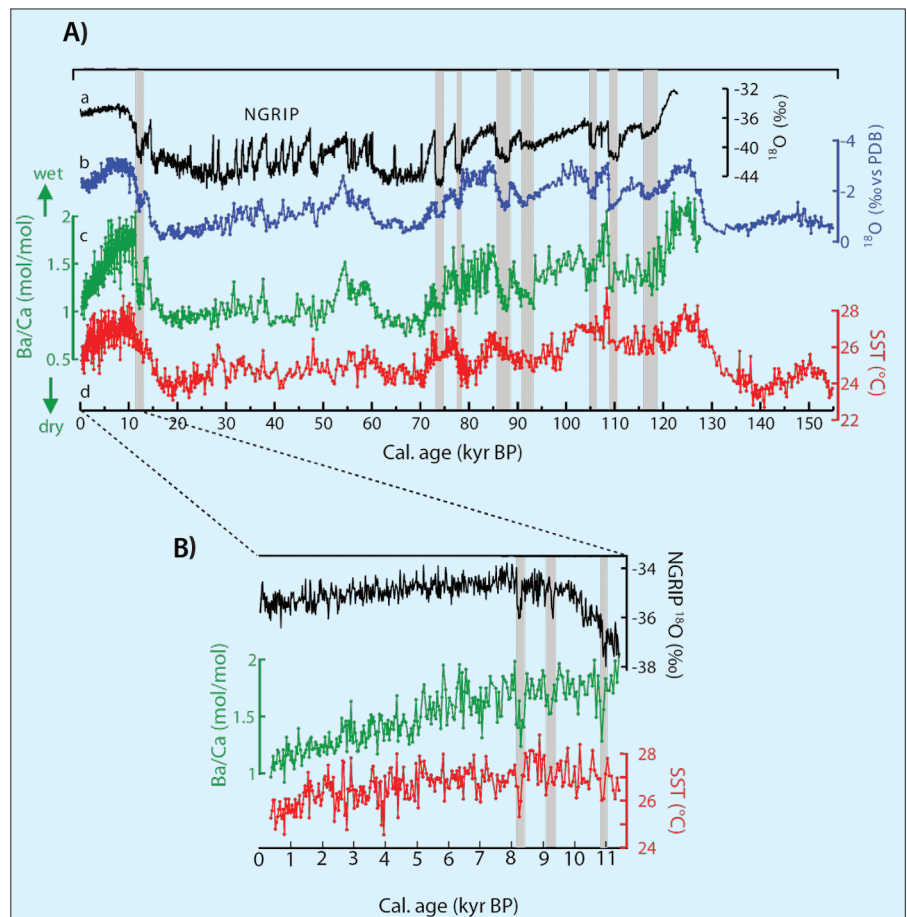 A)
a
NGRIP
-32
-36
-40
-44
18O (‰)
b
-4
-2
0
18O (‰ vs PDB)
wet
c
2
1.5
1
0.5
Ba/Ca (mol/mol)
dry
d
28
26
24
22
SST (°C)
0 10 20 30 40 50 60 70 80 90 100 110 120 130 140 150
Cal. age (kyr BP)
B)
-34
-36
-38
NGRIP 18O (‰)
2
1.5
1
Ba/Ca (mol/mol)
28
26
24
SST (°C)
0 1 2 3 4 5 6 7 8 9 10 11
Cal. age (kyr BP)